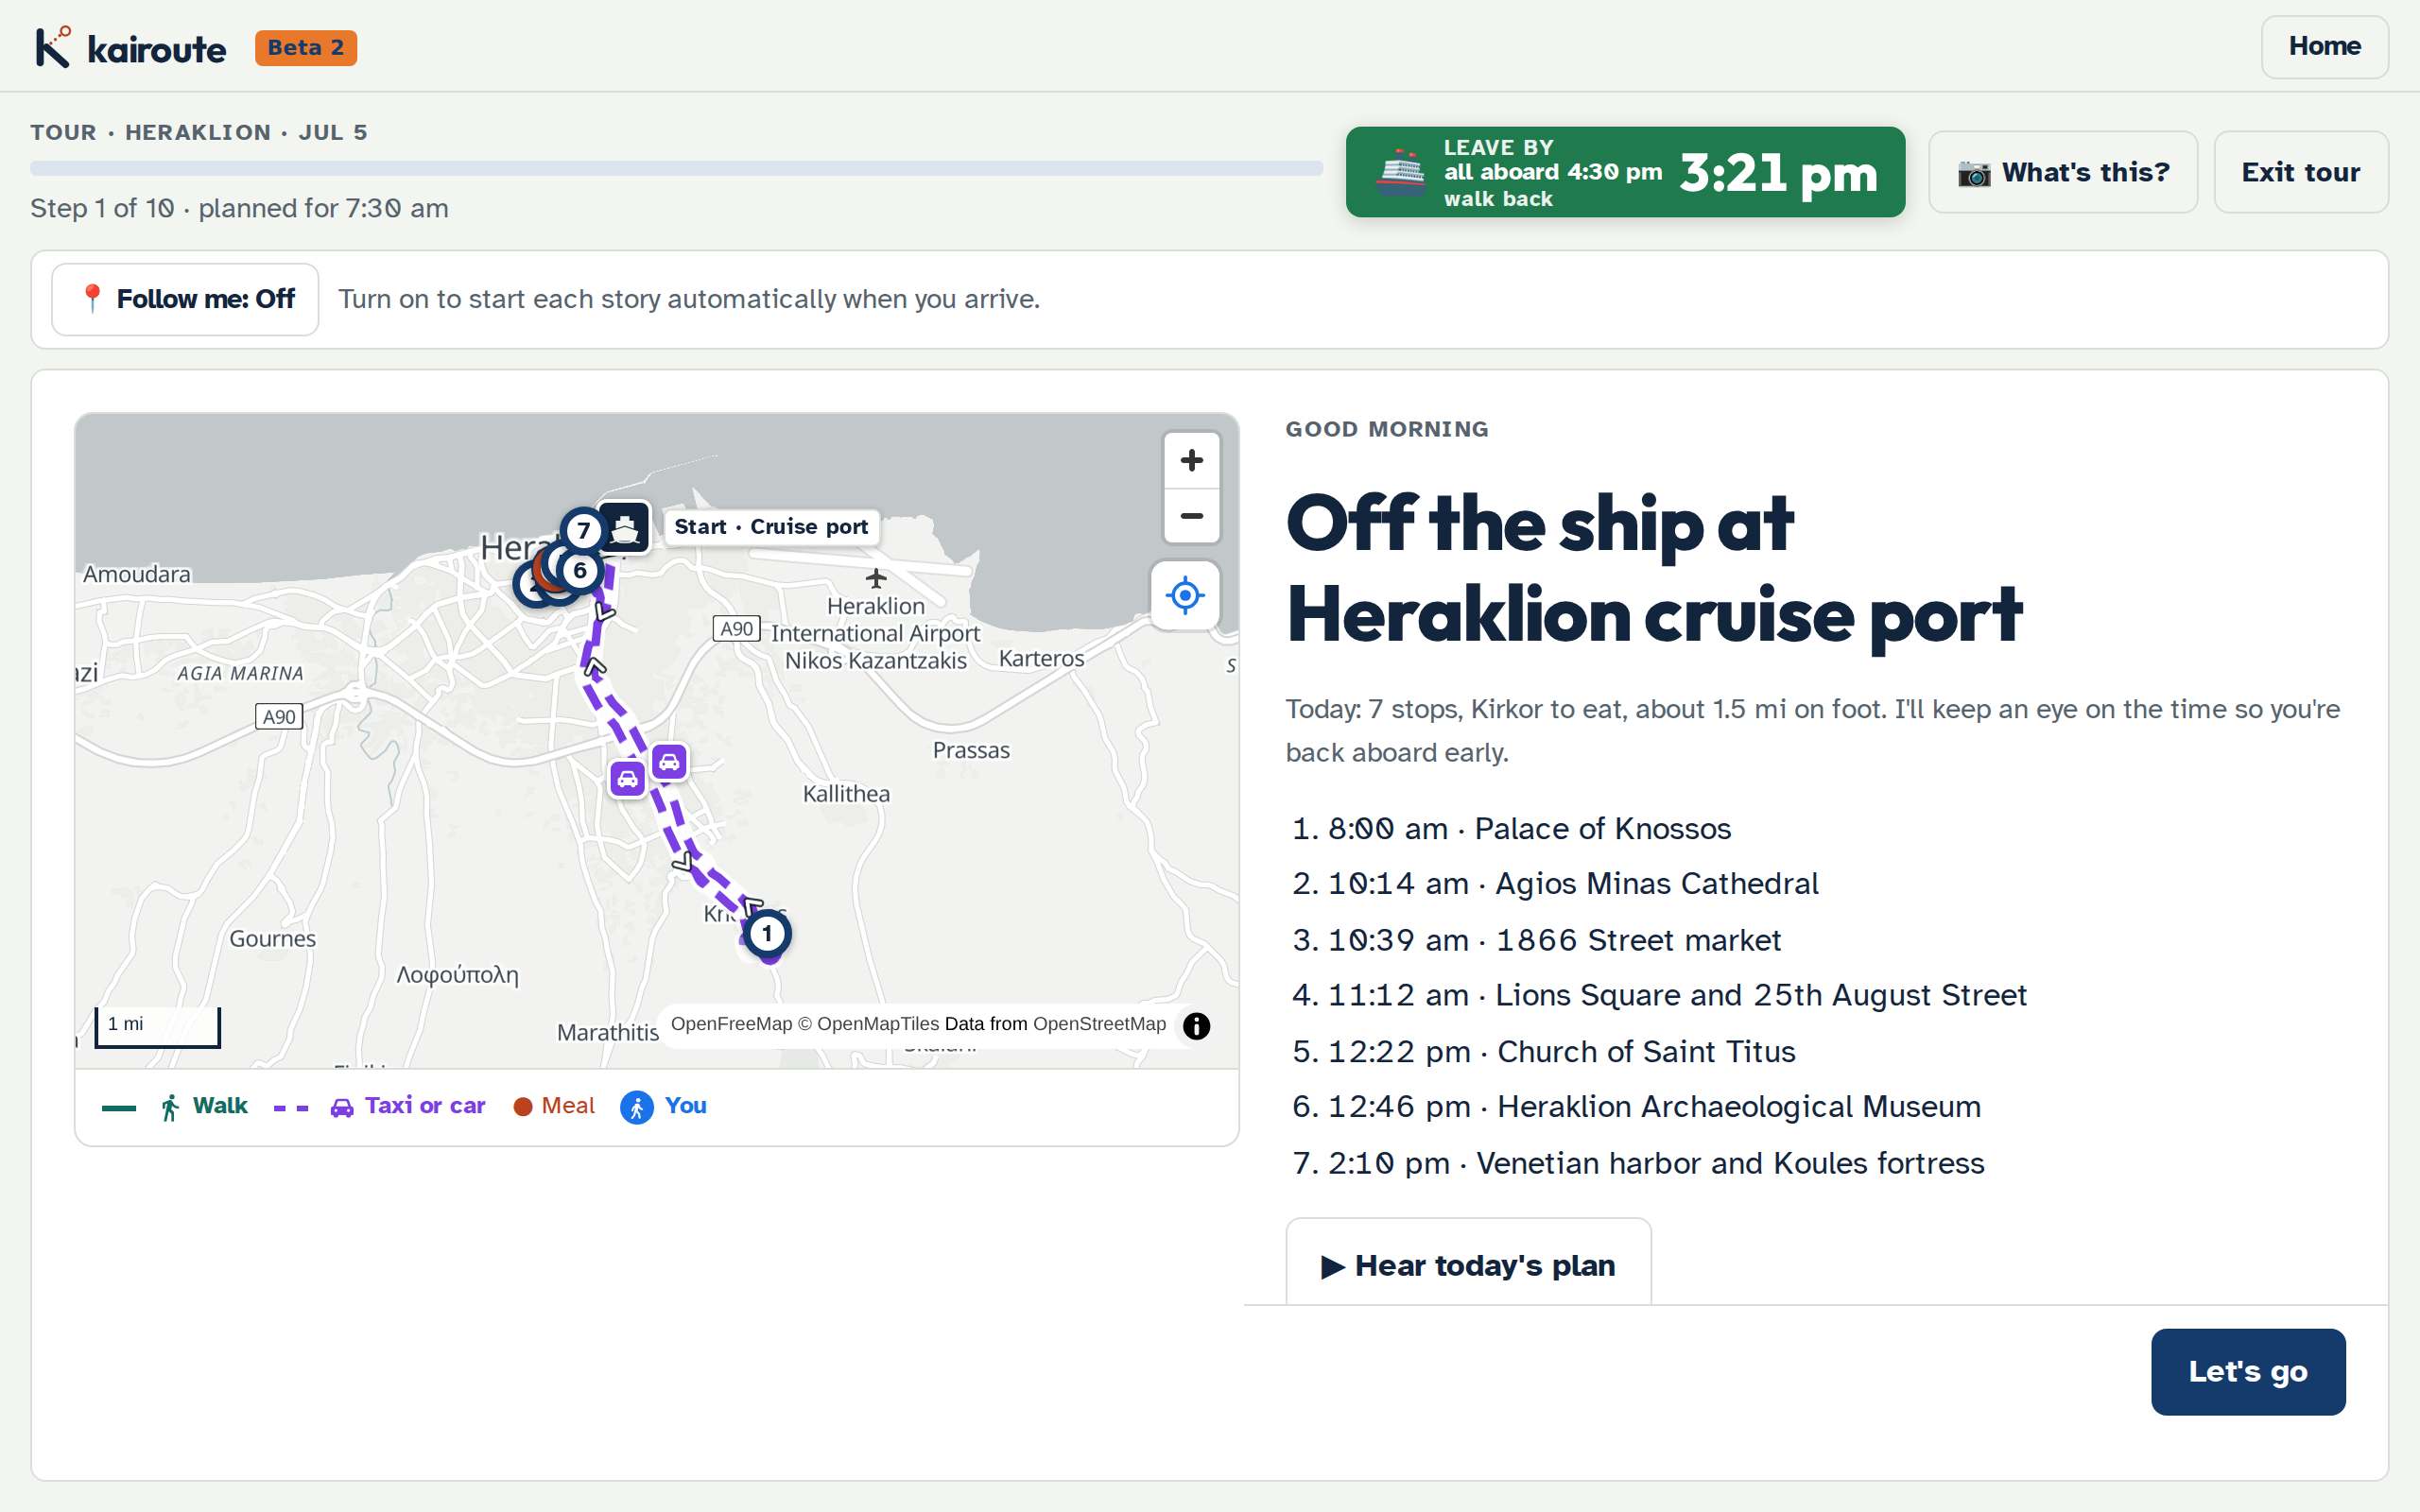 kairoute
Beta 2
Home
TOUR · HERAKLION · JUL 5
Step 1 of 10 · planned for 7:30 am
LEAVE BY
all aboard 4:30 pm
walk back
3:21 pm
What's this?
Exit tour
Follow me: Off
Turn on to start each story automatically when you arrive.
Start · Cruise port
7
6
Amoudara
Heraklion
International Airport
Nikos Kazantzakis
A90
Karteros
AGIA MARINA
A90
Prassas
Kallithea
1
Gournes
Λοφούπολη
Marathitis
1 mi
OpenFreeMap © OpenMapTiles Data from OpenStreetMap
Walk
Taxi or car
Meal
You
GOOD MORNING
Off the ship at
Heraklion cruise port
Today: 7 stops, Kirkor to eat, about 1.5 mi on foot. I'll keep an eye on the time so you're
back aboard early.
1. 8:00 am · Palace of Knossos
2. 10:14 am · Agios Minas Cathedral
3. 10:39 am · 1866 Street market
4. 11:12 am · Lions Square and 25th August Street
5. 12:22 pm · Church of Saint Titus
6. 12:46 pm · Heraklion Archaeological Museum
7. 2:10 pm · Venetian harbor and Koules fortress
▶ Hear today's plan
Let's go